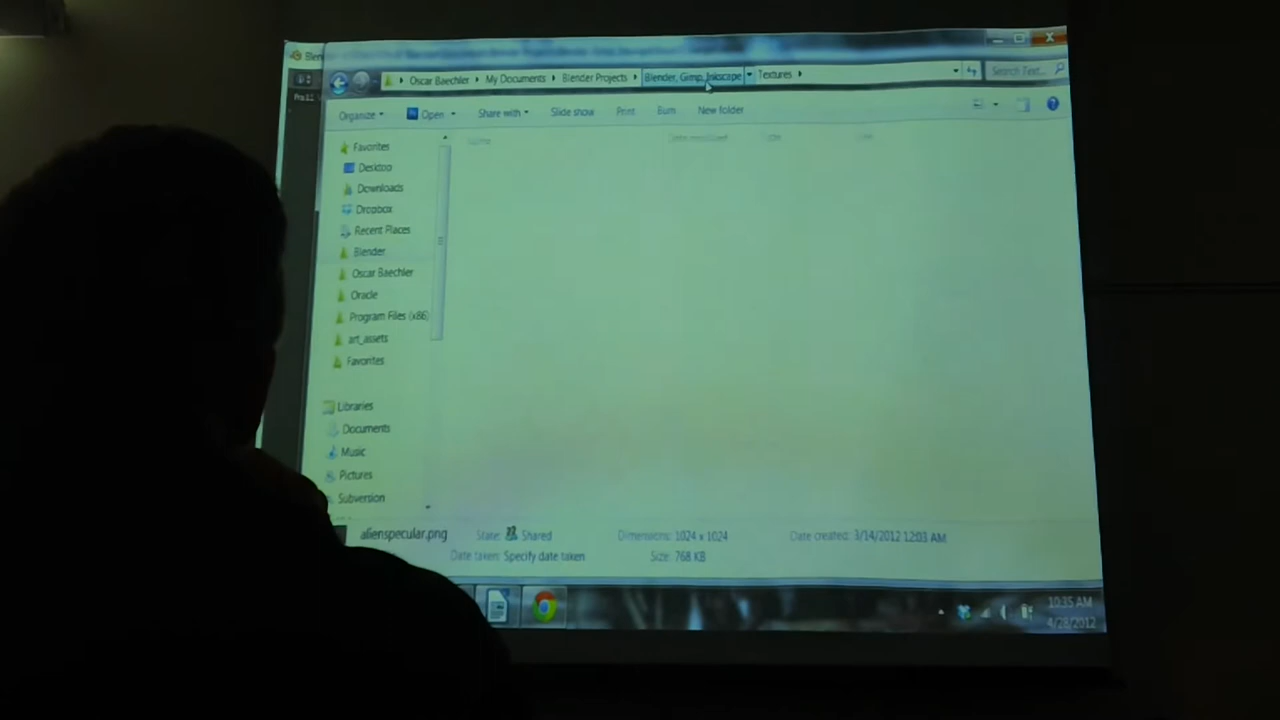 Blen
Oscar Baechler My Documents Blender Projects Blender, Gimp, Inkscape Textures Search Text...
Organize Open Share with Slide show Print Burn New folder
Favorites
Desktop
Downloads
Dropbox
Recent Places
Blender
Oscar Baechler
Oracle
Program Files (x86)
art_assets
Favorites
Libraries
Documents
Music
Pictures
Subversion
alienspecular.png State: Shared Dimensions: 1024 x 1024 Date created: 3/14/2012 12:03 AM
Date taken: Specify date taken Size: 768 KB
10:35 AM
4/28/2012